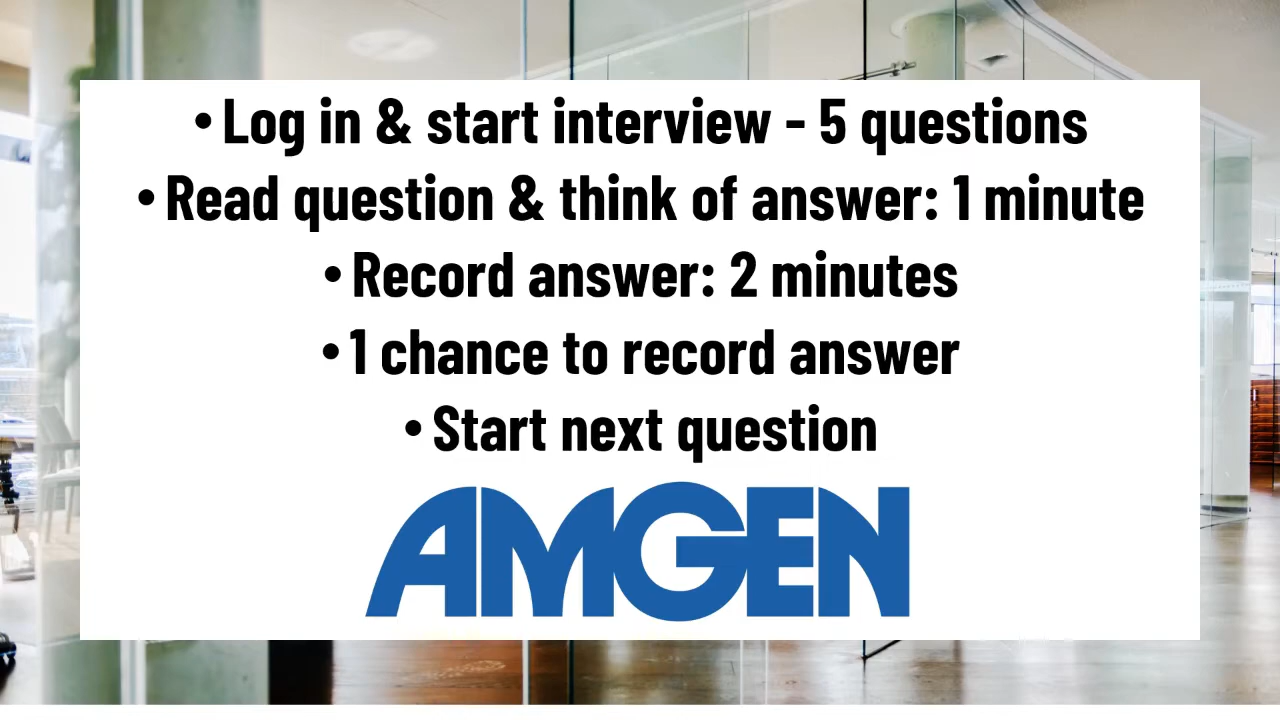 • Log in & start interview - 5 questions
• Read question & think of answer: 1 minute
• Record answer: 2 minutes
• 1 chance to record answer
• Start next question
AMGEN